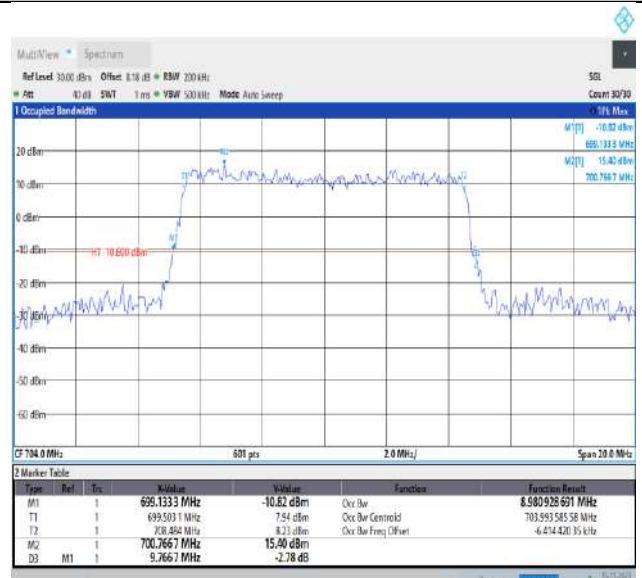 MultiView Spectrum
Ref Level 30.00 dBm Offset 8.18 dB RBW 200 kHz SGL
Att 40 dB SWT 1 ms VBW 500 kHz Mode Auto Sweep Count 30/30
1 Occupied Bandwidth 1Pk Max
M1[1] -10.82 dBm
699.1333 MHz
M2[1] 15.40 dBm
700.7667 MHz
20 dBm
10 dBm
0 dBm
-10 dBm
H1 -10.600 dBm
-20 dBm
-30 dBm
-40 dBm
-50 dBm
-60 dBm
CF 704.0 MHz 601 pts 2.0 MHz/ Span 20.0 MHz
2 Marker Table
Type Ref Trc X-Value Y-Value Function Function Result
M1 1 699.1333 MHz -10.82 dBm Occ Bw 8.980928691 MHz
T1 1 699.5031 MHz 7.94 dBm Occ Bw Centroid 703.99358558 MHz
T2 1 708.484 MHz 8.23 dBm Occ Bw Freq Offset -6.41442035 kHz
M2 1 700.7667 MHz 15.40 dBm
D3 M1 1 9.7667 MHz -2.78 dB